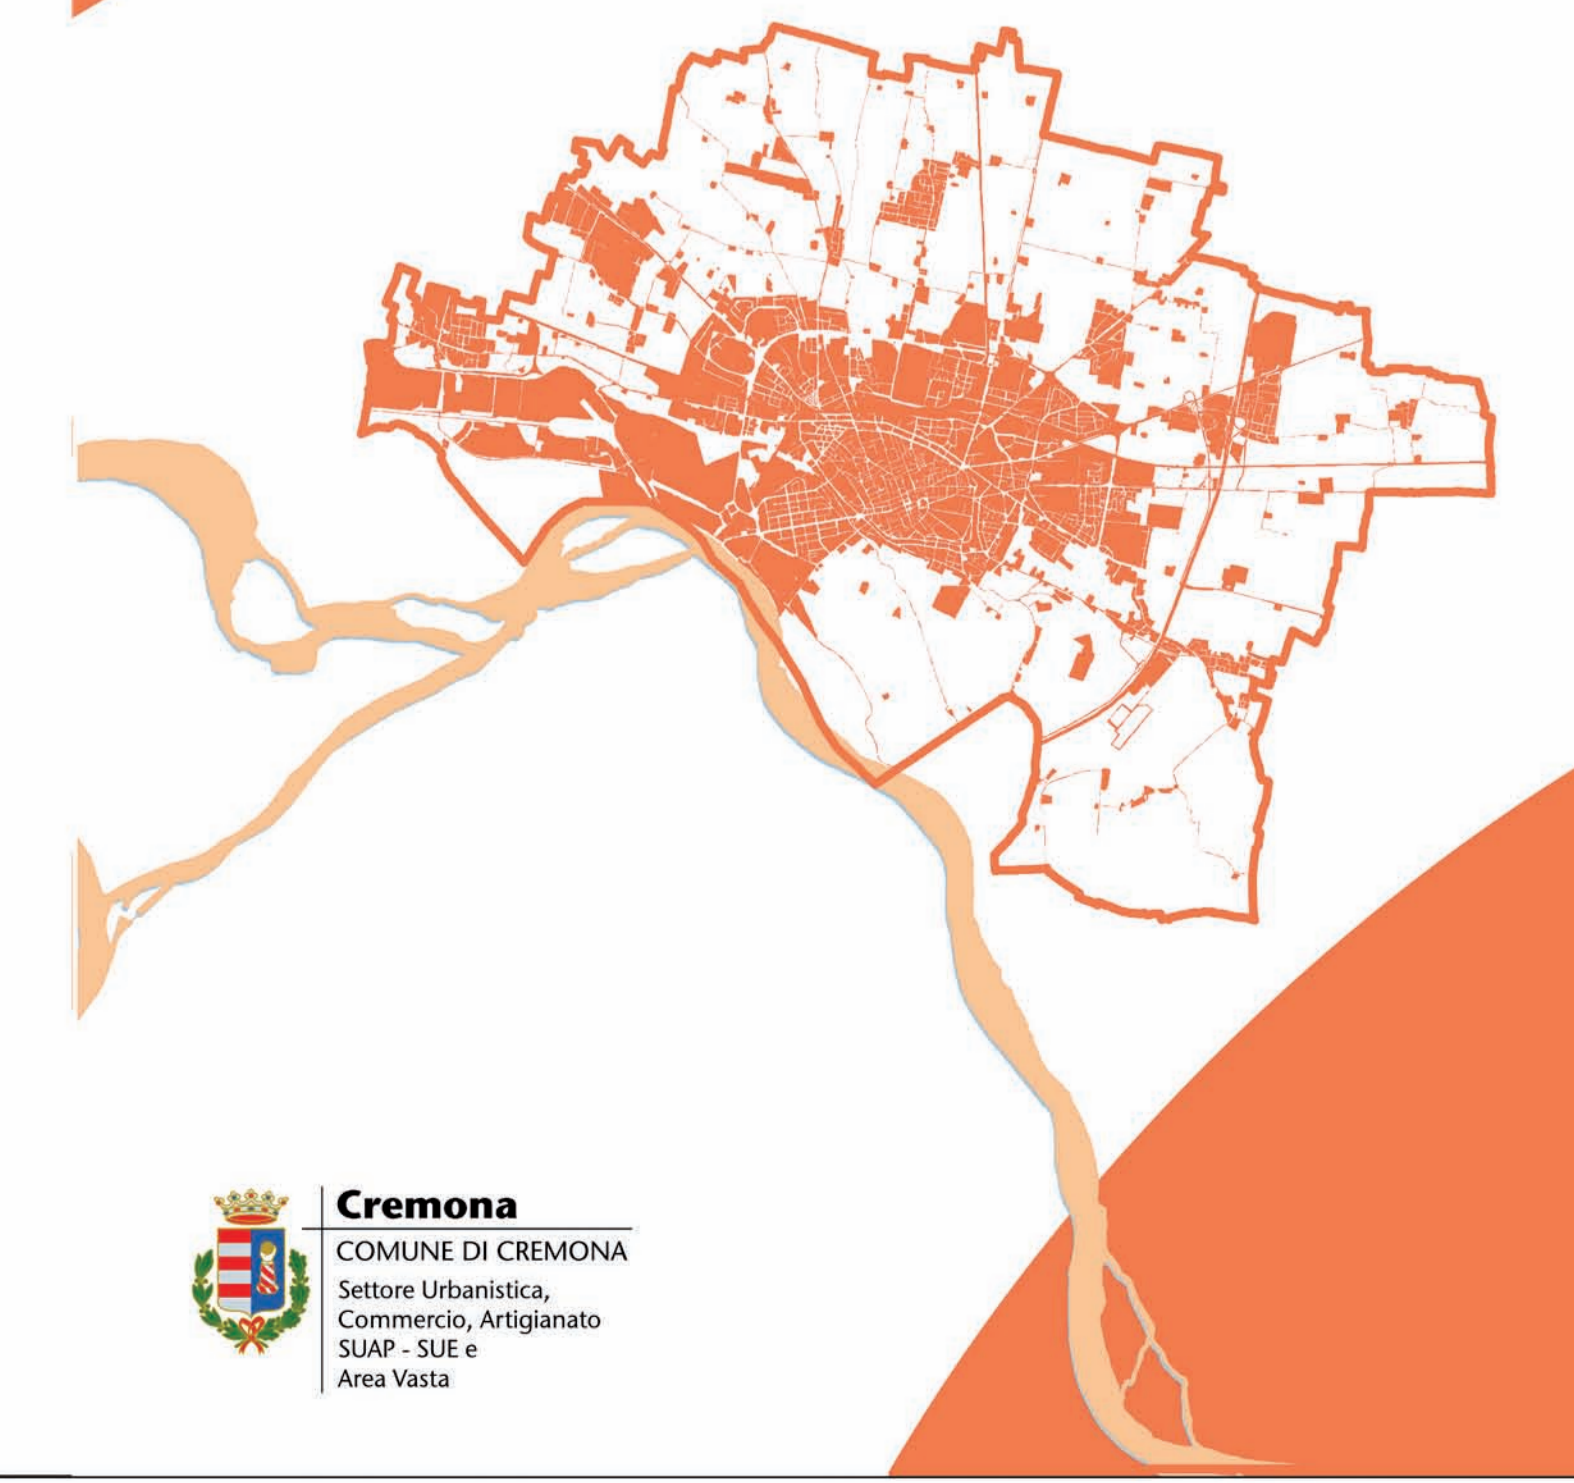 Cremona
COMUNE DI CREMONA
Settore Urbanistica,
Commercio, Artigianato
SUAP - SUE e
Area Vasta